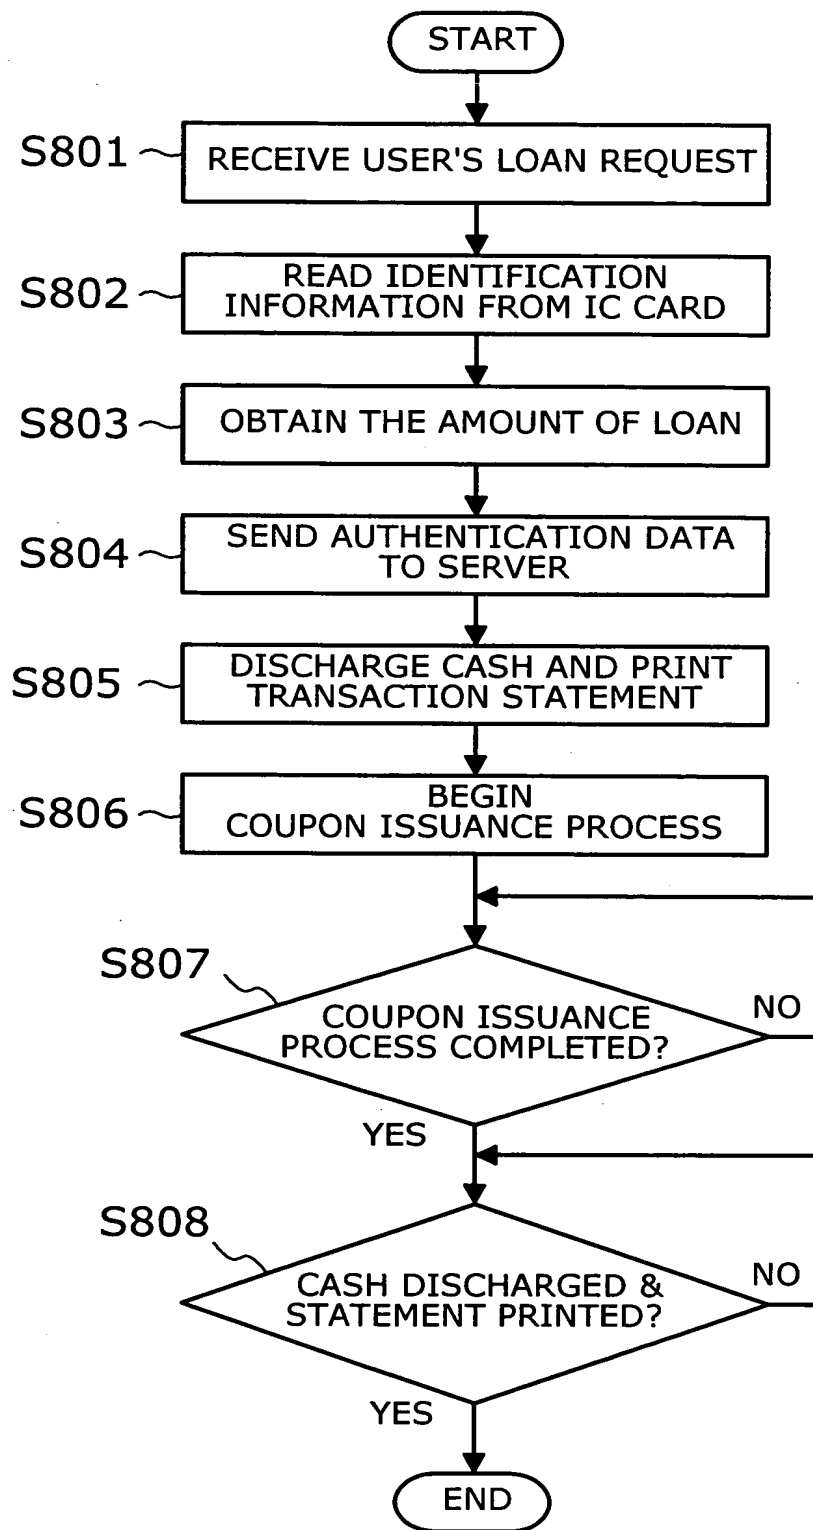 START
S801
RECEIVE USER'S LOAN REQUEST
S802
READ IDENTIFICATION
INFORMATION FROM IC CARD
S803
OBTAIN THE AMOUNT OF LOAN
S804
SEND AUTHENTICATION DATA
TO SERVER
S805
DISCHARGE CASH AND PRINT
TRANSACTION STATEMENT
S806
BEGIN
COUPON ISSUANCE PROCESS
S807
COUPON ISSUANCE
PROCESS COMPLETED?
NO
YES
S808
CASH DISCHARGED &
STATEMENT PRINTED?
NO
YES
END